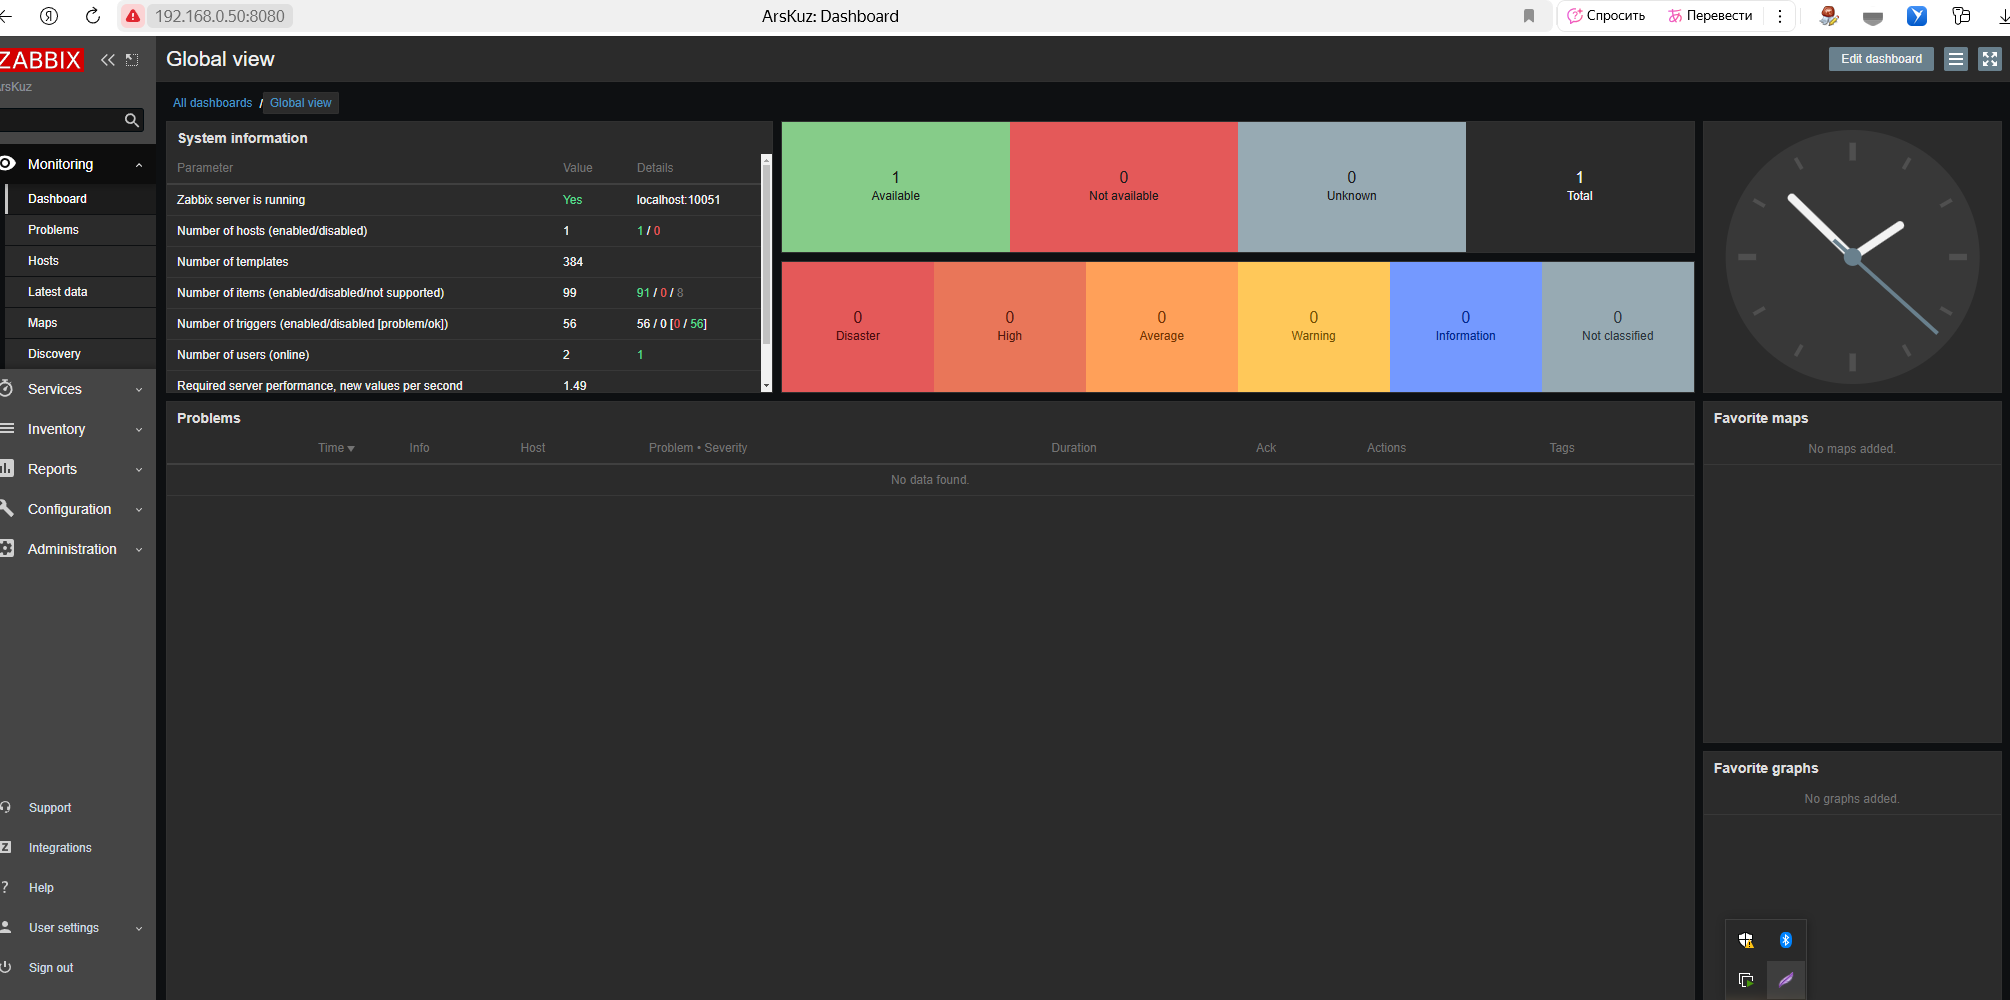 192.168.0.50:8080
ArsKuz: Dashboard
Спросить
Перевести
ZABBIX
rsKuz
Global view
Edit dashboard
All dashboards / Global view
Monitoring
Dashboard
Problems
Hosts
Latest data
Maps
Discovery
Services
Inventory
Reports
Configuration
Administration
Support
Integrations
Help
User settings
Sign out
System information
Parameter Value Details
Zabbix server is running Yes localhost:10051
Number of hosts (enabled/disabled) 1 1 / 0
Number of templates 384
Number of items (enabled/disabled/not supported) 99 91 / 0 / 8
Number of triggers (enabled/disabled [problem/ok]) 56 56 / 0 [0 / 56]
Number of users (online) 2 1
Required server performance, new values per second 1.49
1
Available
0
Not available
0
Unknown
1
Total
0
Disaster
0
High
0
Average
0
Warning
0
Information
0
Not classified
Problems
Time Info Host Problem • Severity Duration Ack Actions Tags
No data found.
Favorite maps
No maps added.
Favorite graphs
No graphs added.